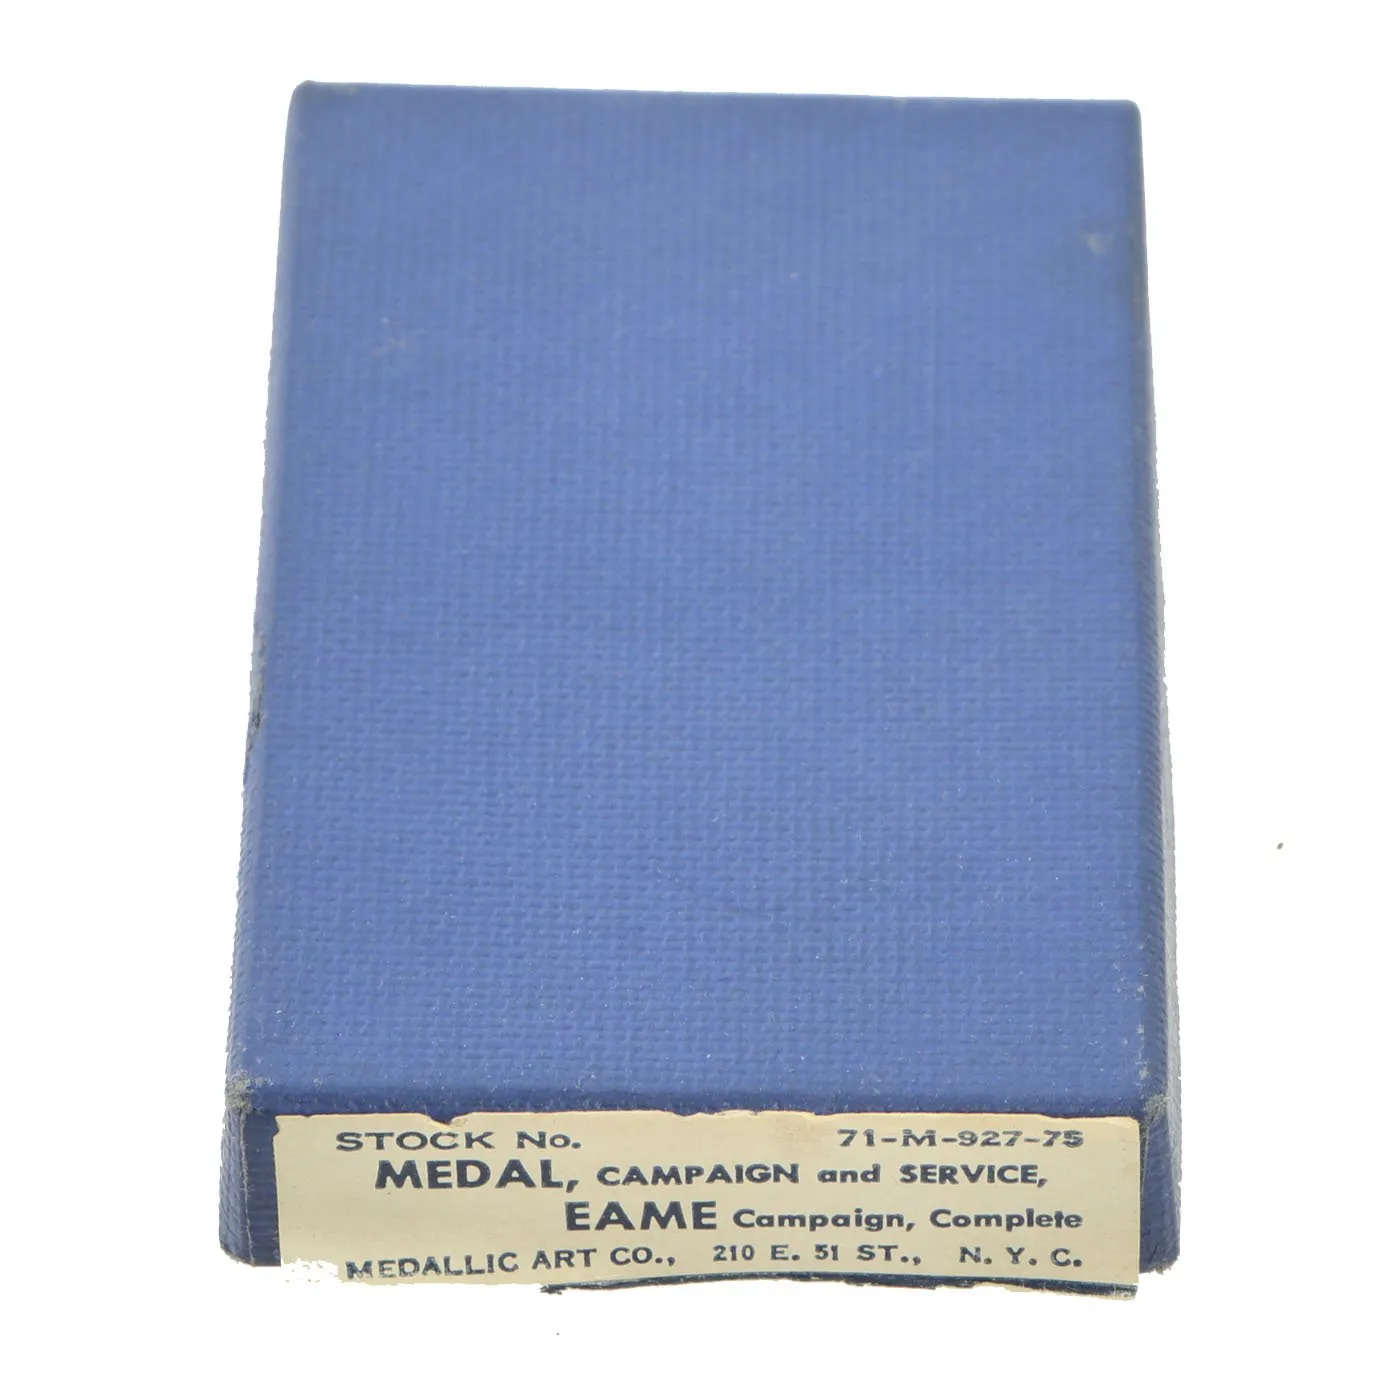 STOCK No. 71-M-927-75
MEDAL, CAMPAIGN and SERVICE,
EAME Campaign, Complete
MEDALLIC ART CO., 210 E. 51 ST., N. Y. C.